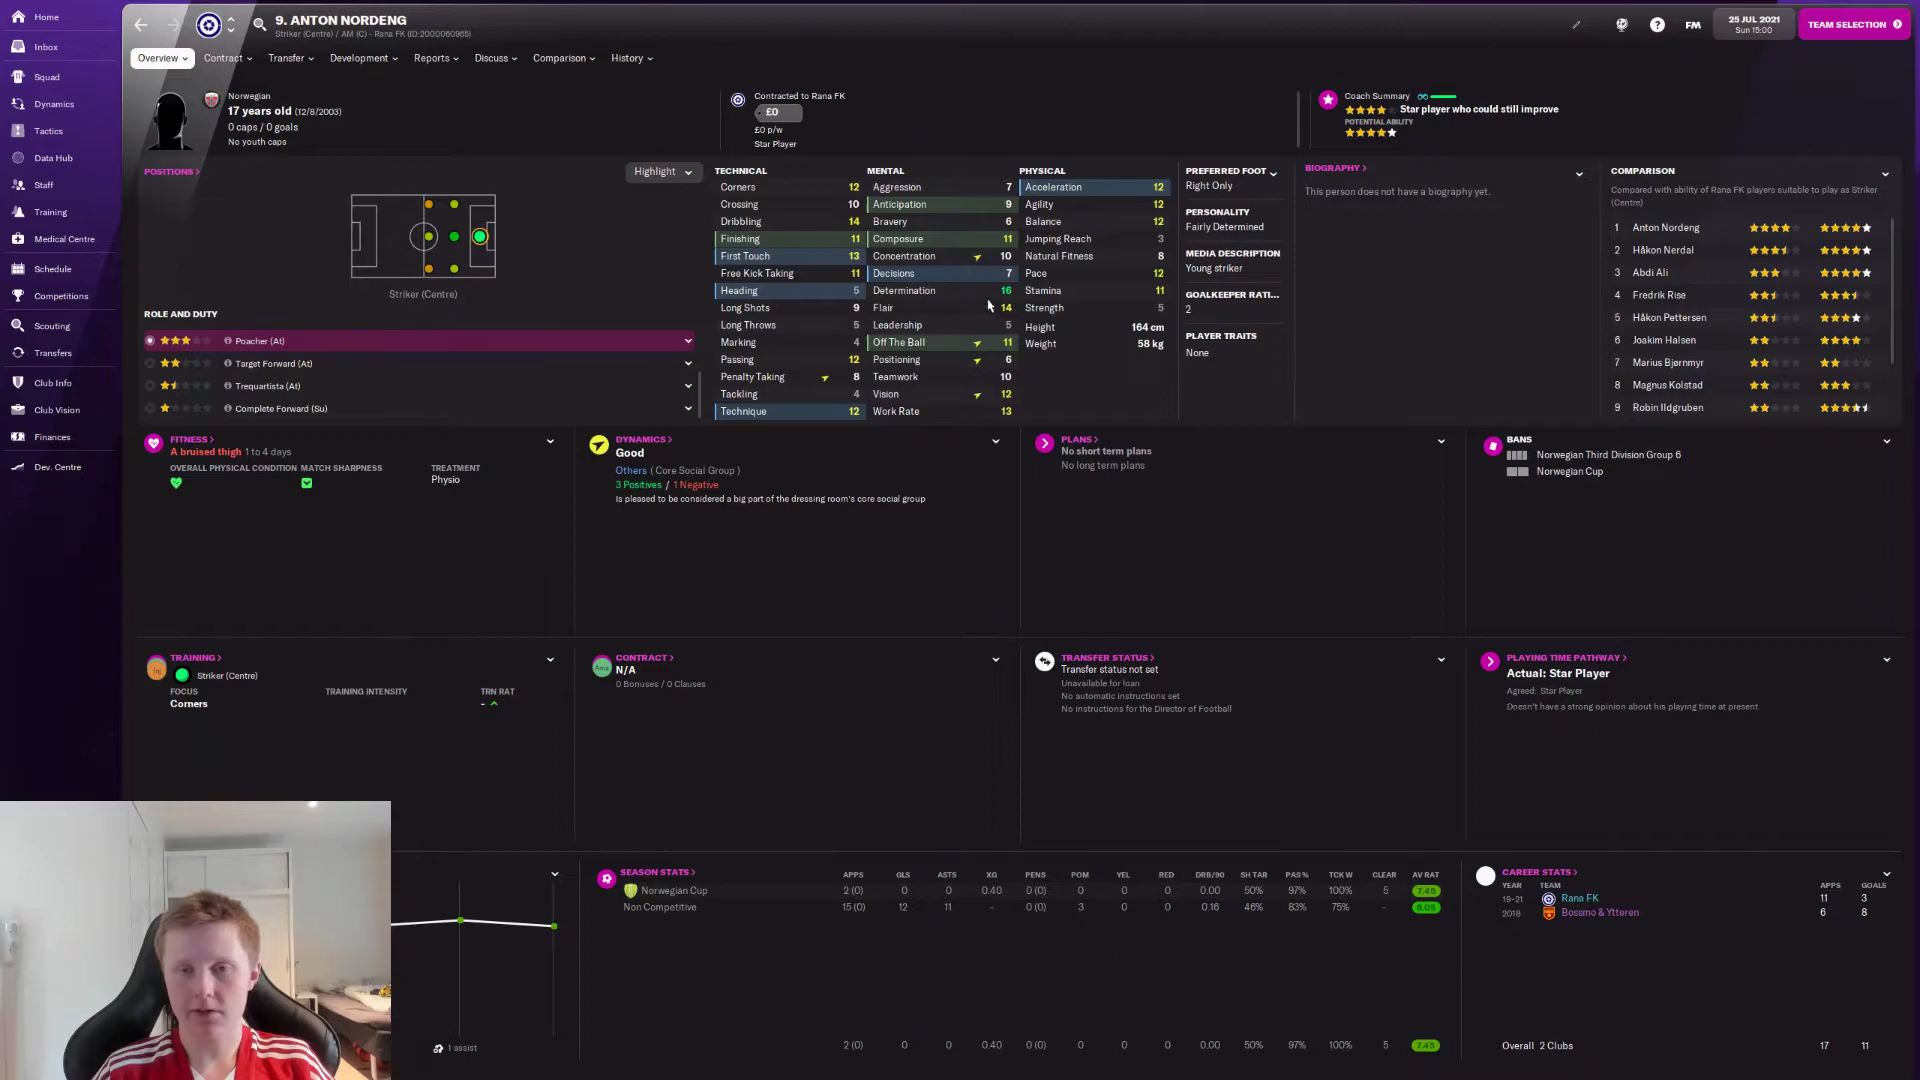 Home
Inbox
Squad
Dynamics
Tactics
Data Hub
Staff
Training
Medical Centre
Schedule
Competitions
Scouting
Transfers
Club Info
Club Vision
Finances
Dev. Centre
9. ANTON NORDENG
Striker (Centre) / AM (C) - Rana FK (ID:2000060965)
FM
25 JUL 2021
Sun 15:00
TEAM SELECTION
Overview
Contract
Transfer
Development
Reports
Discuss
Comparison
History
Norwegian
17 years old (12/8/2003)
0 caps / 0 goals
No youth caps
Contracted to Rana FK
£0
£0 p/w
Star Player
Coach Summary
Star player who could still improve
POTENTIAL ABILITY
POSITIONS
Highlight
Striker (Centre)
ROLE AND DUTY
Poacher (At)
Target Forward (At)
Trequartista (At)
Complete Forward (Su)
TECHNICAL
Corners 12
Crossing 10
Dribbling 14
Finishing 11
First Touch 13
Free Kick Taking 11
Heading 5
Long Shots 9
Long Throws 5
Marking 4
Passing 12
Penalty Taking 8
Tackling 4
Technique 12
MENTAL
Aggression 7
Anticipation 9
Bravery 6
Composure 11
Concentration 10
Decisions 7
Determination 16
Flair 14
Leadership 5
Off The Ball 11
Positioning 6
Teamwork 10
Vision 12
Work Rate 13
PHYSICAL
Acceleration 12
Agility 12
Balance 12
Jumping Reach 3
Natural Fitness 8
Pace 12
Stamina 11
Strength 5
Height 164 cm
Weight 58 kg
PREFERRED FOOT
Right Only
PERSONALITY
Fairly Determined
MEDIA DESCRIPTION
Young striker
GOALKEEPER RATI...
2
PLAYER TRAITS
None
BIOGRAPHY
This person does not have a biography yet.
COMPARISON
Compared with ability of Rana FK players suitable to play as Striker
(Centre)
1 Anton Nordeng
2 Håkon Nerdal
3 Abdi Ali
4 Fredrik Rise
5 Håkon Pettersen
6 Joakim Halsen
7 Marius Bjørnmyr
8 Magnus Kolstad
9 Robin Ildgruben
FITNESS
A bruised thigh 1 to 4 days
OVERALL PHYSICAL CONDITION MATCH SHARPNESS TREATMENT
Physio
DYNAMICS
Good
Others ( Core Social Group )
3 Positives / 1 Negative
Is pleased to be considered a big part of the dressing room's core social group
PLANS
No short term plans
No long term plans
BANS
Norwegian Third Division Group 6
Norwegian Cup
TRAINING
Inj Striker (Centre)
FOCUS TRAINING INTENSITY TRN RAT
Corners -
CONTRACT
Ama N/A
0 Bonuses / 0 Clauses
TRANSFER STATUS
Transfer status not set
Unavailable for loan
No automatic instructions set
No instructions for the Director of Football
PLAYING TIME PATHWAY
Actual: Star Player
Agreed: Star Player
Doesn't have a strong opinion about his playing time at present.
1 assist
SEASON STATS APPS GLS ASTS XG PENS POM YEL RED DRB/90 SH TAR PAS % TCK W CLEAR AV RAT
Norwegian Cup 2 (0) 0 0 0.40 0 (0) 0 0 0 0.00 50% 97% 100% 5 7.45
Non Competitive 15 (0) 12 11 - 0 (0) 3 0 0 0.16 46% 83% 75% - 8.05
2 (0) 0 0 0.40 0 (0) 0 0 0 0.00 50% 97% 100% 5 7.45
CAREER STATS
YEAR TEAM APPS GOALS
19-21 Rana FK 11 3
2018 Bossmo & Ytteren 6 8
Overall 2 Clubs 17 11